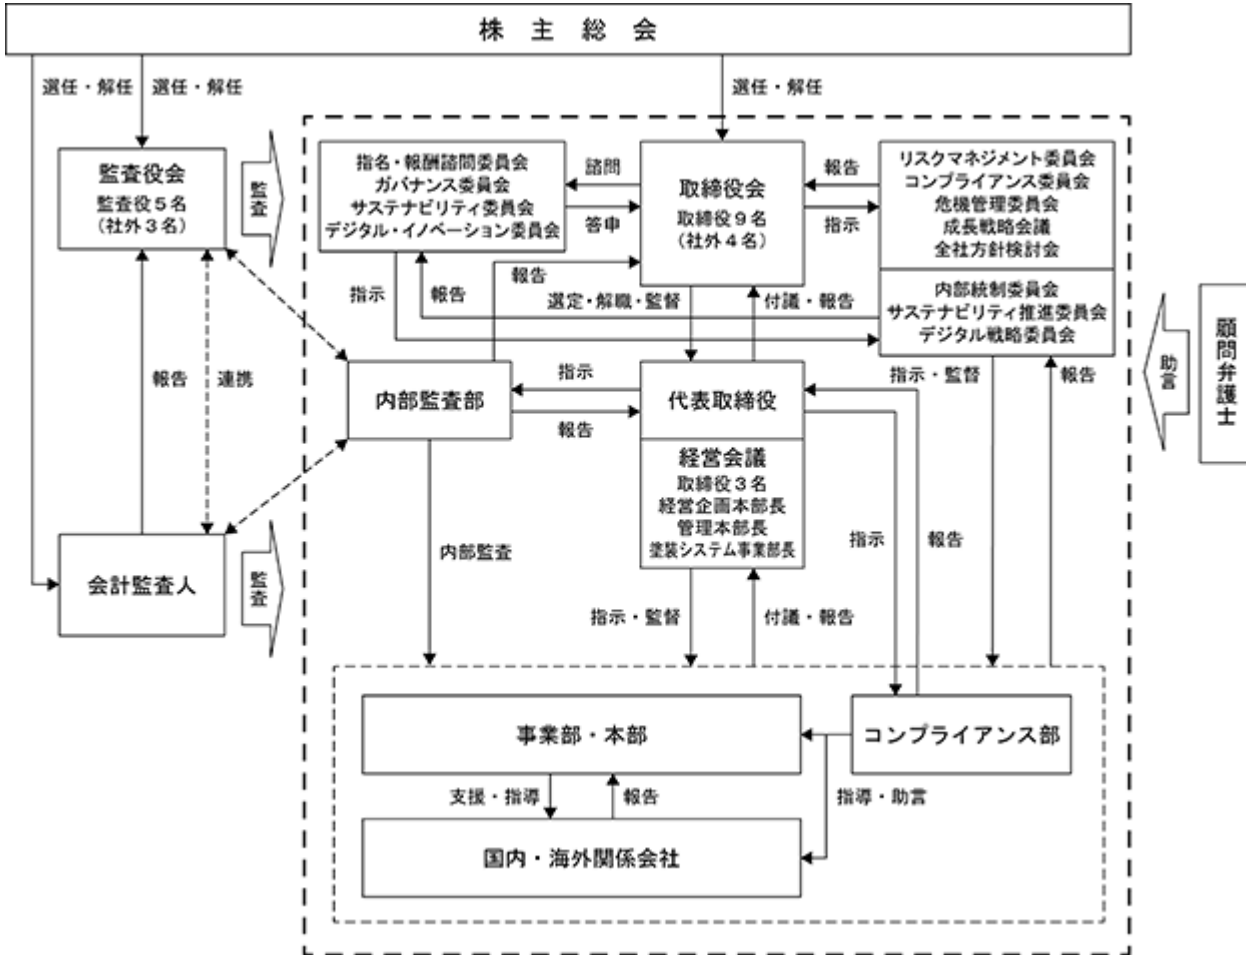 株主総会
選任・解任
選任・解任
選任・解任
監査役会
監査役5名
(社外3名)
監査
指名・報酬諮問委員会
ガバナンス委員会
サステナビリティ委員会
デジタル・イノベーション委員会
諮問
答申
取締役会
取締役9名
(社外4名)
報告
指示
リスクマネジメント委員会
コンプライアンス委員会
危機管理委員会
成長戦略会議
全社方針検討会
内部統制委員会
サステナビリティ推進委員会
デジタル戦略委員会
指示
報告
報告
選定・解職・監督
付議・報告
顧問弁護士
助言
報告
連携
内部監査部
指示
報告
代表取締役
経営会議
取締役3名
経営企画本部長
管理本部長
塗装システム事業部長
指示・監督
報告
会計監査人
監査
内部監査
指示
報告
指示・監督
付議・報告
事業部・本部
コンプライアンス部
支援・指導
報告
指導・助言
国内・海外関係会社